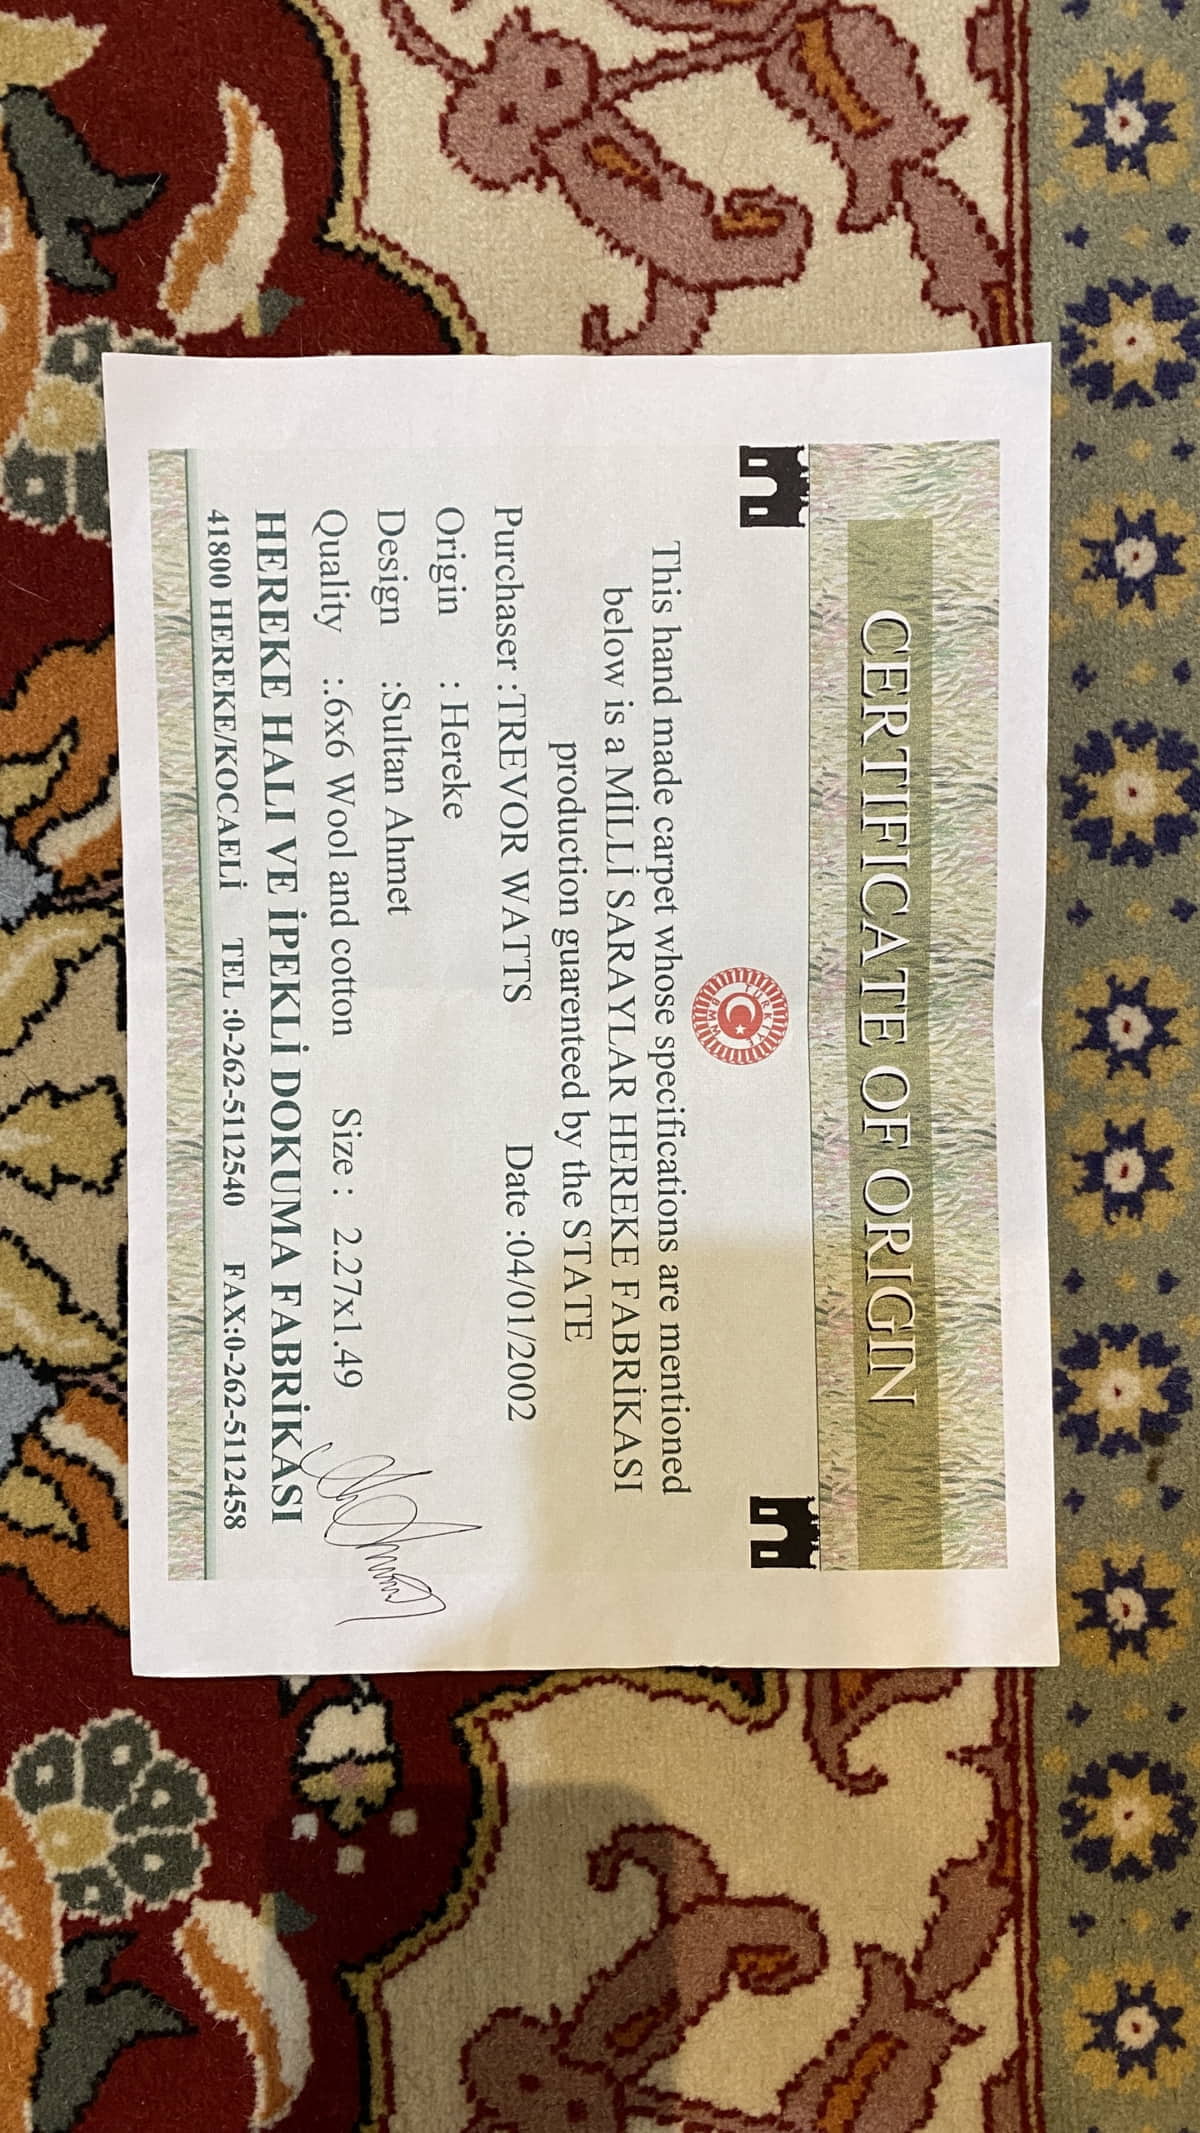 CERTIFICATE OF ORIGIN
TÜRKİYE
B M M
This hand made carpet whose specifications are mentioned
below is a MİLLİ SARAYLAR HEREKE FABRİKASI
production guarenteed by the STATE
Purchaser :TREVOR WATTS Date :04/01/2002
Origin : Hereke
Design :Sultan Ahmet
Quality :.6x6 Wool and cotton Size : 2.27x1.49
HEREKE HALI VE İPEKLİ DOKUMA FABRİKASI
41800 HEREKE/KOCAELİ TEL :0-262-5112540 FAX:0-262-5112458